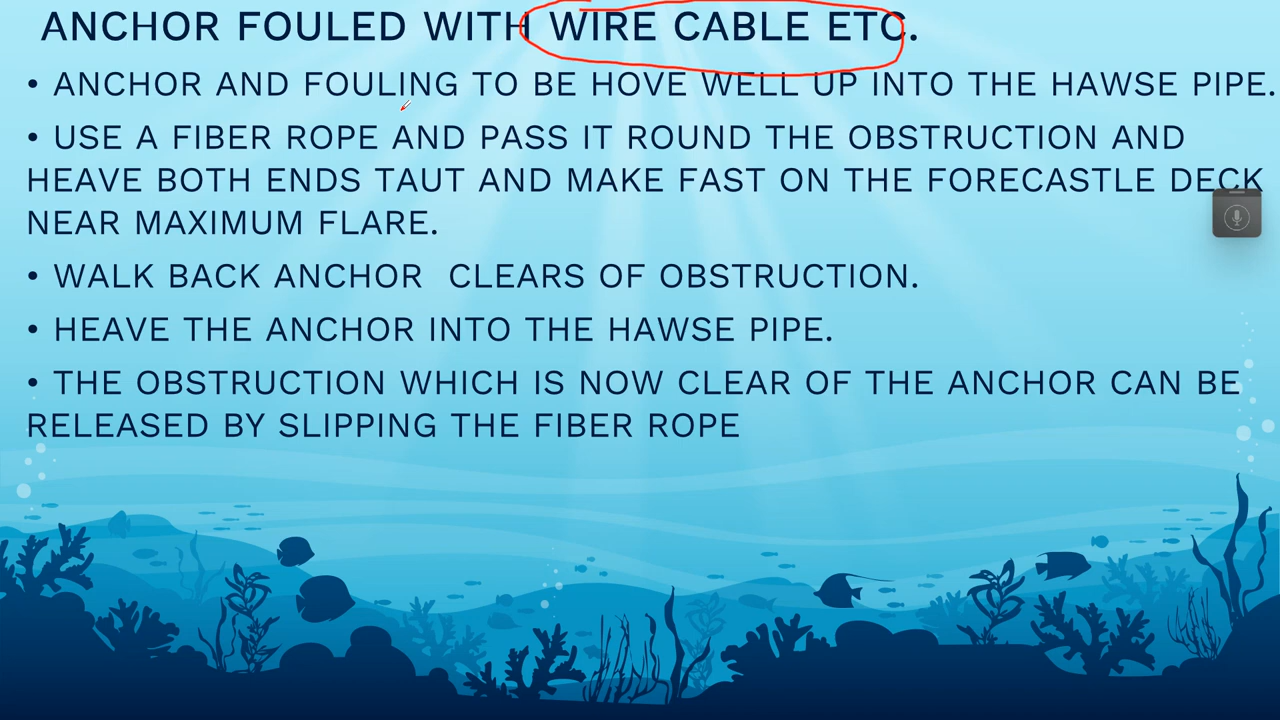 ANCHOR FOULED WITH WIRE CABLE ETC.
• ANCHOR AND FOULING TO BE HOVE WELL UP INTO THE HAWSE PIPE.
• USE A FIBER ROPE AND PASS IT ROUND THE OBSTRUCTION AND
HEAVE BOTH ENDS TAUT AND MAKE FAST ON THE FORECASTLE DECK
NEAR MAXIMUM FLARE.
• WALK BACK ANCHOR  CLEARS OF OBSTRUCTION.
• HEAVE THE ANCHOR INTO THE HAWSE PIPE.
• THE OBSTRUCTION WHICH IS NOW CLEAR OF THE ANCHOR CAN BE
RELEASED BY SLIPPING THE FIBER ROPE